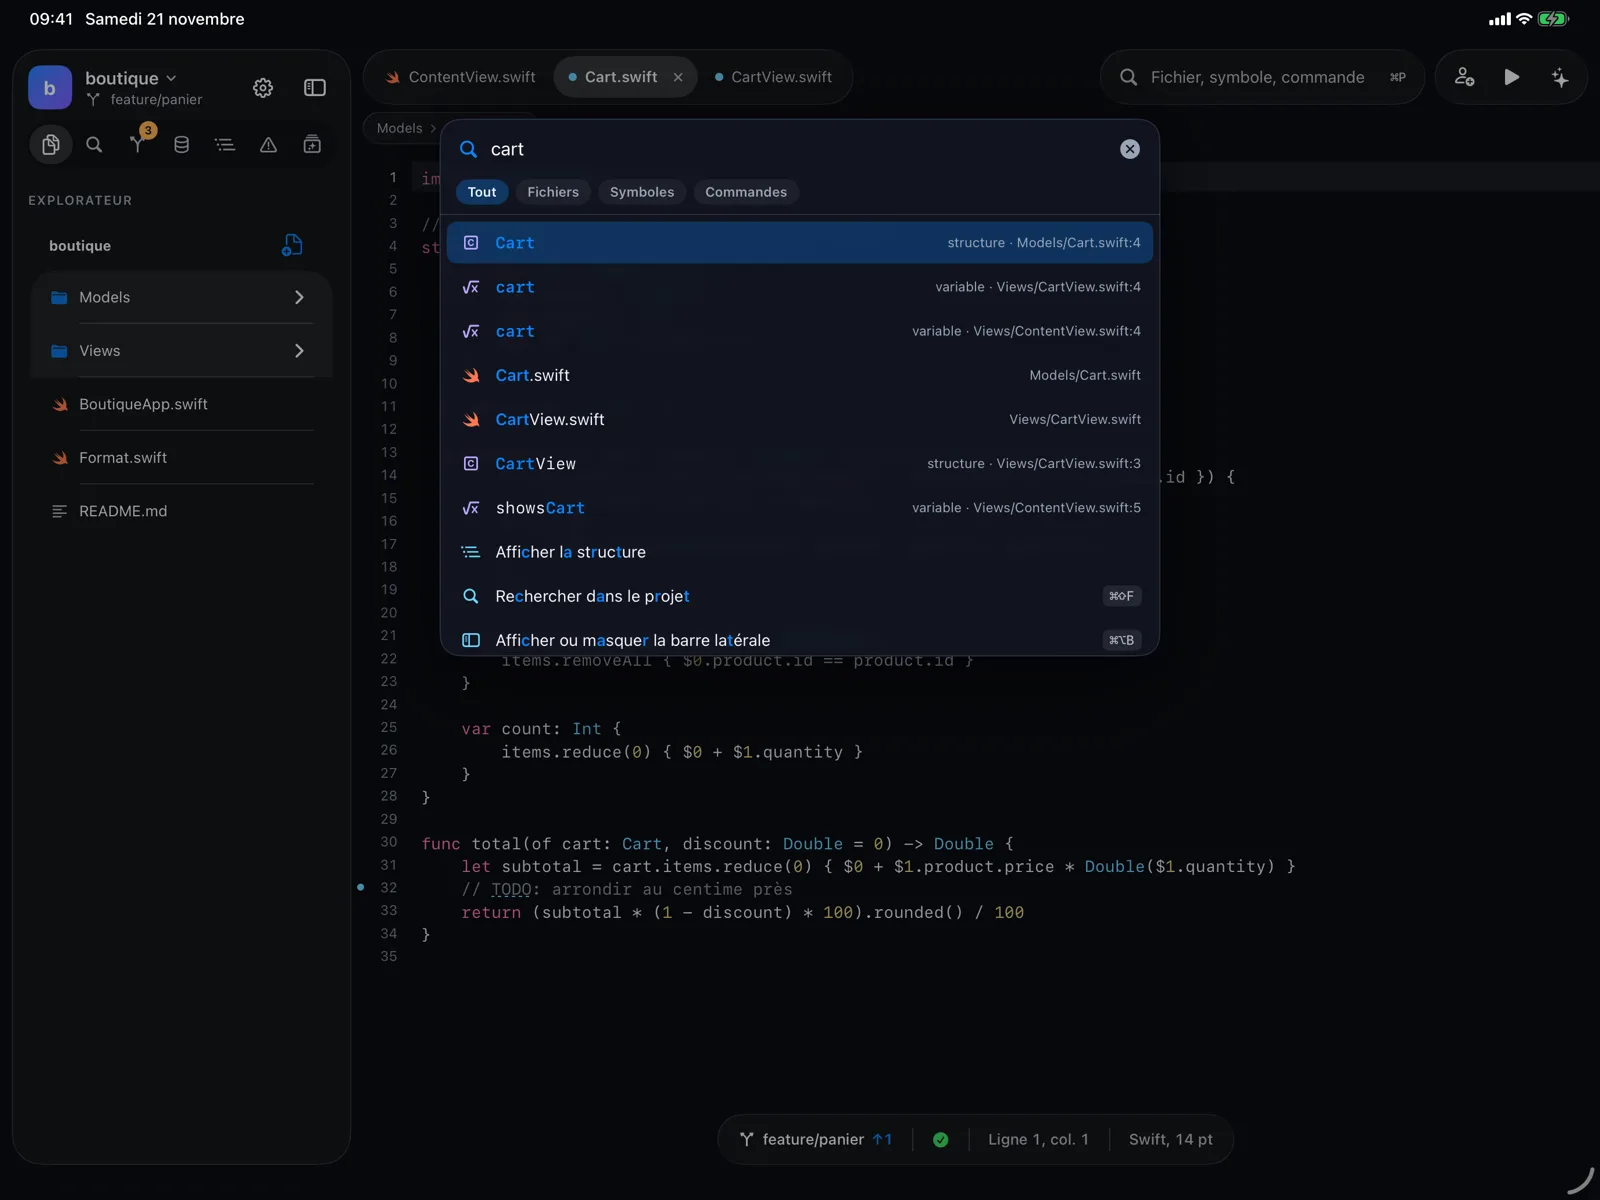 09:41 Samedi 21 novembre
b
boutique
feature/panier
3
EXPLORATEUR
boutique
Models
Views
BoutiqueApp.swift
Format.swift
README.md
ContentView.swift
Cart.swift
CartView.swift
Fichier, symbole, commande ⌘P
Models
cart
Tout Fichiers Symboles Commandes
Cart structure · Models/Cart.swift:4
cart variable · Views/CartView.swift:4
cart variable · Views/ContentView.swift:4
Cart.swift Models/Cart.swift
CartView.swift Views/CartView.swift
CartView structure · Views/CartView.swift:3
showsCart variable · Views/ContentView.swift:5
Afficher la structure
Rechercher dans le projet ⌘⇧F
Afficher ou masquer la barre latérale ⌘⌥B
1 im
2
3 //
4 st
5
6
7
8
9
10
11
12
13
14 .id }) {
15
16
17
18
19
20
21
22 items.removeAll { $0.product.id == product.id }
23 }
24
25 var count: Int {
26 items.reduce(0) { $0 + $1.quantity }
27 }
28 }
29
30 func total(of cart: Cart, discount: Double = 0) -> Double {
31 let subtotal = cart.items.reduce(0) { $0 + $1.product.price * Double($1.quantity) }
32 // TODO: arrondir au centime près
33 return (subtotal * (1 - discount) * 100).rounded() / 100
34 }
35
feature/panier ↑1
Ligne 1, col. 1
Swift, 14 pt